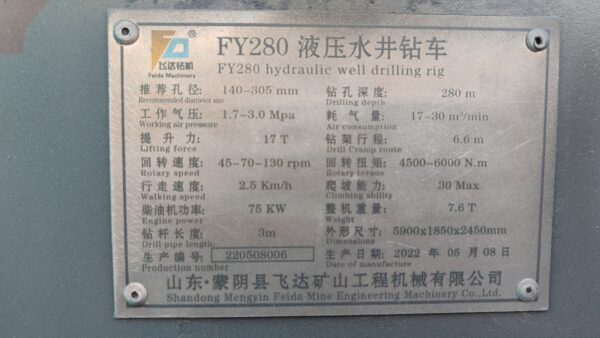 FD®
飞达钻机
Feida Machinery
FY280 液压水井钻车
FY280 hydraulic well drilling rig
推荐孔径: 140-305 mm 钻孔深度: 280 m
Recommended diameter size Drilling depth
工作气压: 1.7-3.0 Mpa 耗气量: 17-30 m³/min
Working air pressure Air consumption
提升力: 17 T 钻架行程: 6.6 m
Lifting force Drill Cramp route
回转速度: 45-70-130 rpm 回转扭矩: 4500-6000 N.m
Rotary speed Rotary torque
行走速度: 2.5 Km/h 爬坡能力: 30 Max
Walking speed Climbing ability
柴油机功率: 75 KW 整机重量: 7.6 T
Engine power Weight
钻杆长度: 3m 外形尺寸: 5900x1850x2450mm
Drill pipe length Dimensions
生产编号: 220508006 生产日期: 2022 年 05 月 08 日
Production number Date of manufacture
山东·蒙阴县飞达矿山工程机械有限公司
Shandong Mengyin Feida Mine Engineering Machinery Co.,Ltd.